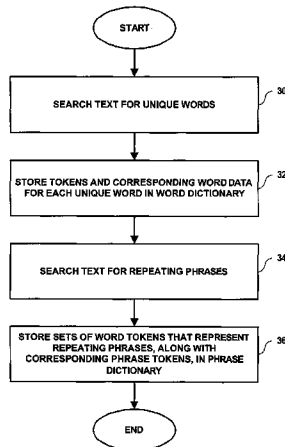 START
30
SEARCH TEXT FOR UNIQUE WORDS
32
STORE TOKENS AND CORRESPONDING WORD DATA
FOR EACH UNIQUE WORD IN WORD DICTIONARY
34
SEARCH TEXT FOR REPEATING PHRASES
36
STORE SETS OF WORD TOKENS THAT REPRESENT
REPEATING PHRASES, ALONG WITH
CORRESPONDING PHRASE TOKENS, IN PHRASE
DICTIONARY
END